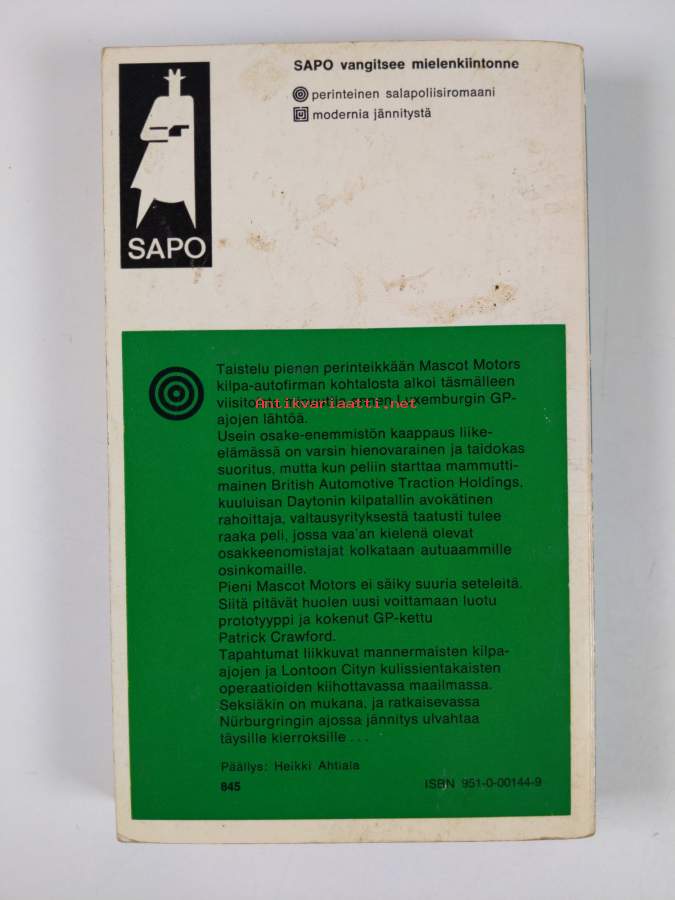 SAPO vangitsee mielenkiintonne
perinteinen salapoliisiromaani
modernia jännitystä
SAPO
Taistelu pienen perinteikkään Mascot Motors
kilpa-autofirman kohtalosta alkoi täsmälleen
Luxemburgin GP-
Antikvariaatti.net
ajojen lähtöä.
Usein osake-enemmistön kaappaus liike-
elämässä on varsin hienovarainen ja taidokas
suoritus, mutta kun peliin starttaa mammutti-
mainen British Automotive Traction Holdings,
kuuluisan Daytonin kilpatallin avokätinen
rahoittaja, valtausyrityksestä taatusti tulee
raaka peli, jossa vaa'an kielenä olevat
osakkeenomistajat kolkataan autuaammille
osinkomaille.
Pieni Mascot Motors ei säiky suuria seteleitä.
Siitä pitävät huolen uusi voittamaan luotu
prototyyppi ja kokenut GP-kettu
Patrick Crawford.
Tapahtumat liikkuvat mannermaisten kilpa-
ajojen ja Lontoon Cityn kulissientakaisten
operaatioiden kiihottavassa maailmassa.
Seksiäkin on mukana, ja ratkaisevassa
Nürburgringin ajossa jännitys ulvahtaa
täysille kierroksille . . .
Päällys: Heikki Ahtiala
845
ISBN 951-0-00144-9